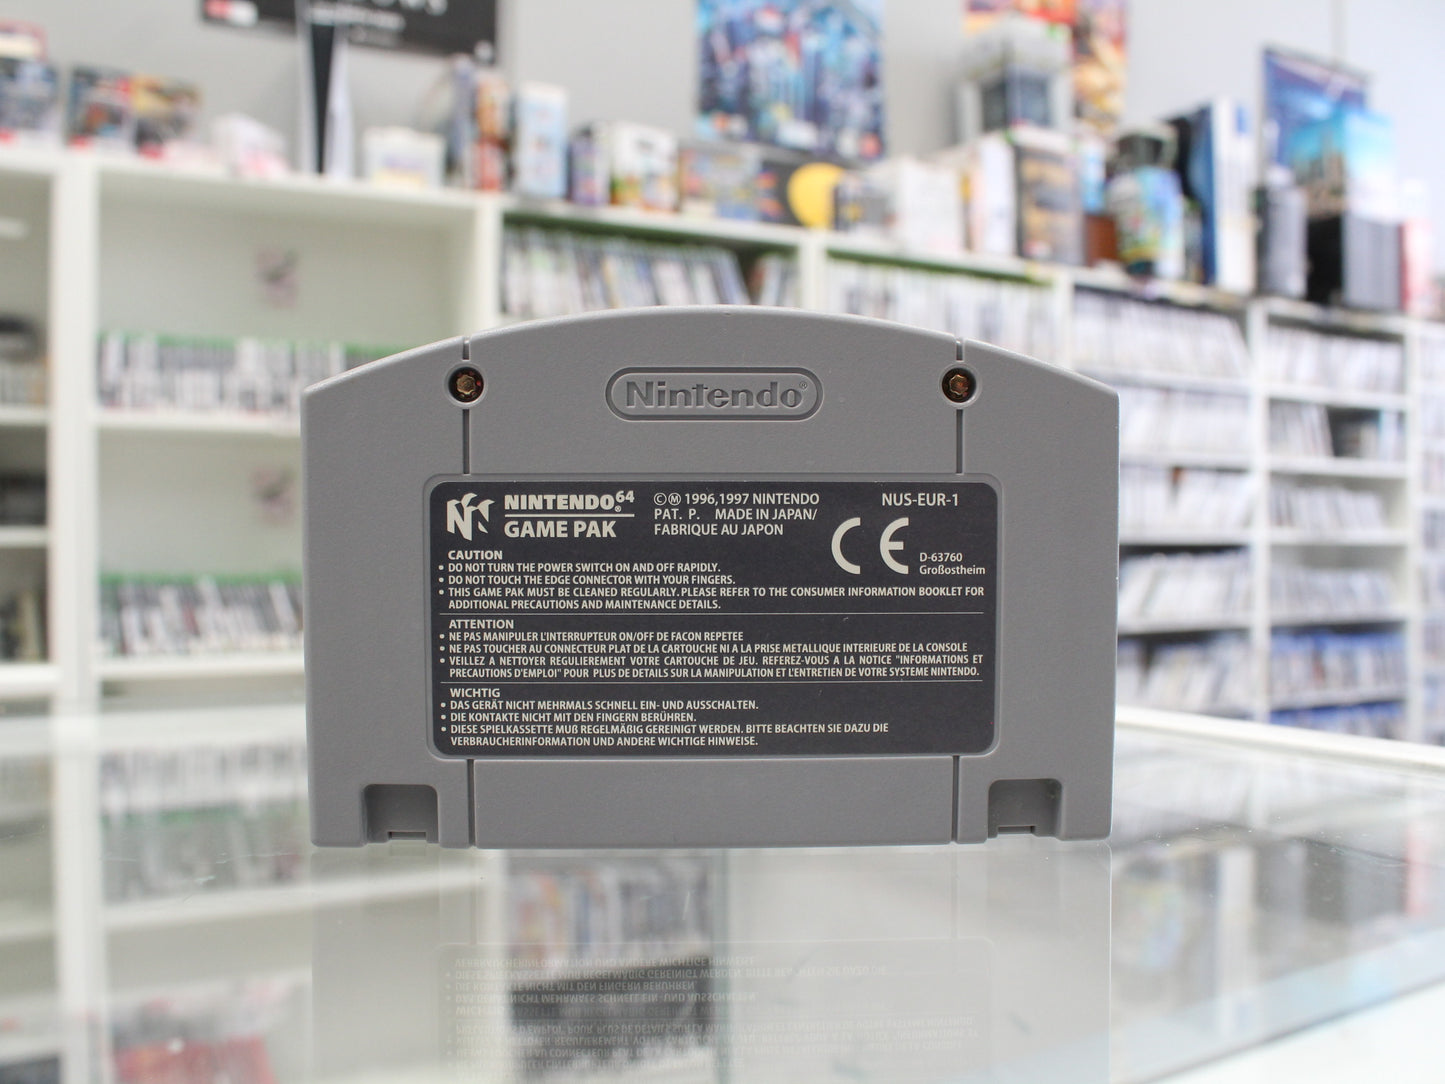 Nintendo®
NINTENDO®64
GAME PAK
©Ⓜ 1996,1997 NINTENDO
PAT. P. MADE IN JAPAN/
FABRIQUE AU JAPON
NUS-EUR-1
CE
D-63760
Großostheim
CAUTION
• DO NOT TURN THE POWER SWITCH ON AND OFF RAPIDLY.
• DO NOT TOUCH THE EDGE CONNECTOR WITH YOUR FINGERS.
• THIS GAME PAK MUST BE CLEANED REGULARLY. PLEASE REFER TO THE CONSUMER INFORMATION BOOKLET FOR
ADDITIONAL PRECAUTIONS AND MAINTENANCE DETAILS.
ATTENTION
• NE PAS MANIPULER L'INTERRUPTEUR ON/OFF DE FACON REPETEE
• NE PAS TOUCHER AU CONNECTEUR PLAT DE LA CARTOUCHE NI A LA PRISE METALLIQUE INTERIEURE DE LA CONSOLE
• VEILLEZ A NETTOYER REGULIEREMENT VOTRE CARTOUCHE DE JEU. REFEREZ-VOUS A LA NOTICE "INFORMATIONS ET
PRECAUTIONS D'EMPLOI" POUR PLUS DE DETAILS SUR LA MANIPULATION ET L'ENTRETIEN DE VOTRE SYSTEME NINTENDO.
WICHTIG
• DAS GERÄT NICHT MEHRMALS SCHNELL EIN- UND AUSSCHALTEN.
• DIE KONTAKTE NICHT MIT DEN FINGERN BERÜHREN.
• DIESE SPIELKASSETTE MUß REGELMÄßIG GEREINIGT WERDEN. BITTE BEACHTEN SIE DAZU DIE
VERBRAUCHERINFORMATION UND ANDERE WICHTIGE HINWEISE.